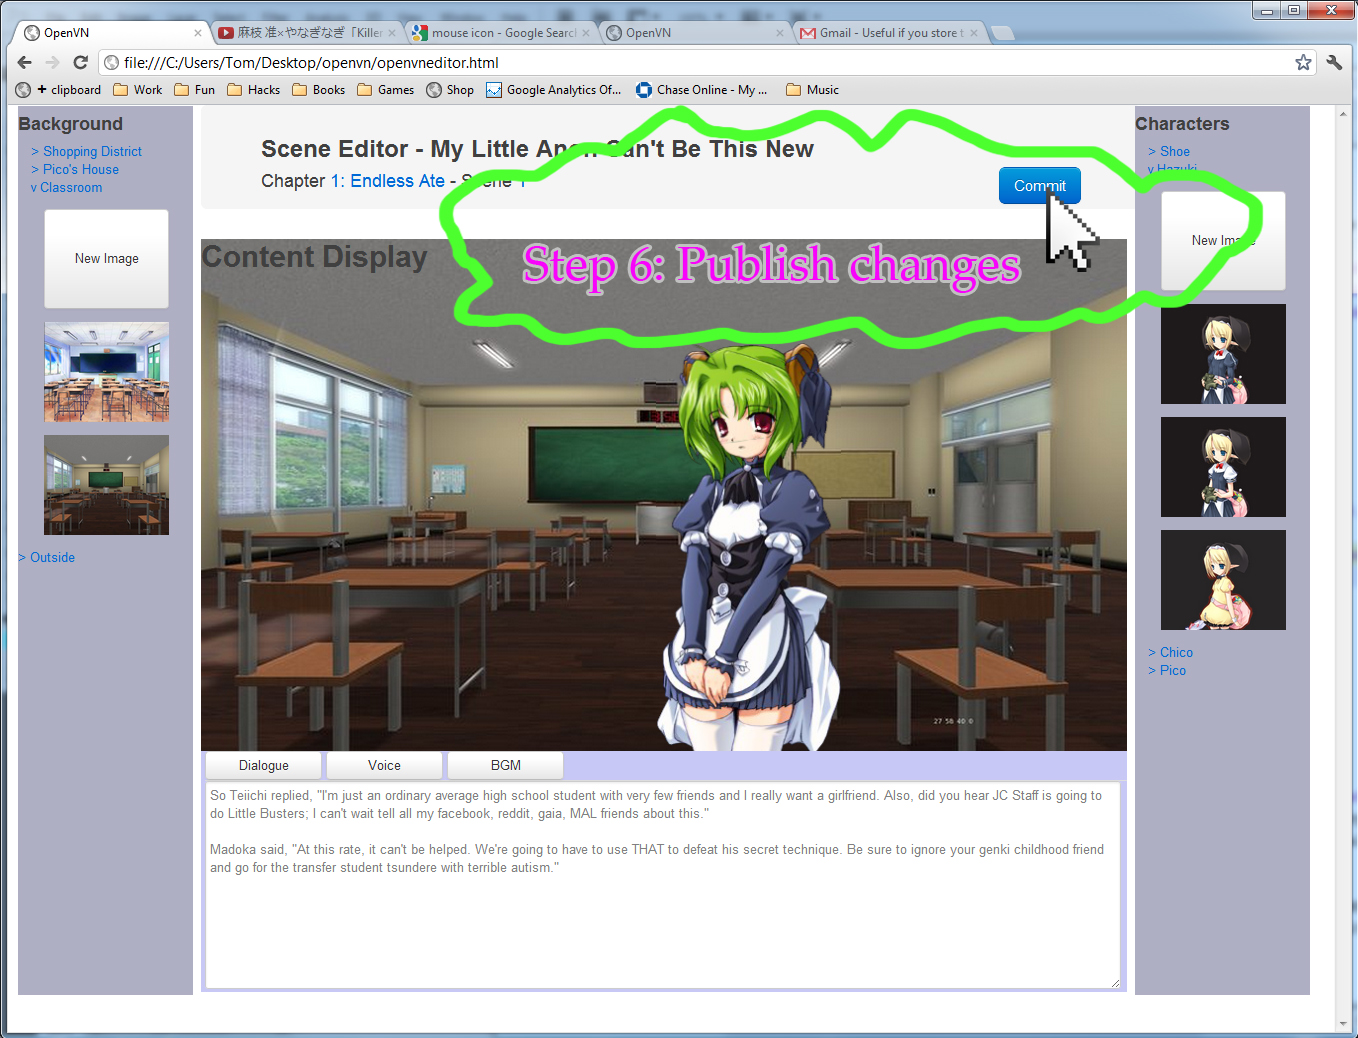 OpenVN
麻枝 准×やなぎなぎ「Killer
mouse icon - Google Search
OpenVN
Gmail - Useful if you store t
file:///C:/Users/Tom/Desktop/openvn/openvneditor.html
+ clipboard
Work
Fun
Hacks
Books
Games
Shop
Google Analytics Of...
Chase Online - My ...
Music
Background
> Shopping District
> Pico's House
v Classroom
New Image
> Outside
Scene Editor - My Little Anon Can't Be This New
Chapter 1: Endless Ate - Scene 1
Commit
Content Display
Step 6: Publish changes
27 58 40 0
Dialogue
Voice
BGM
So Teiichi replied, "I'm just an ordinary average high school student with very few friends and I really want a girlfriend. Also, did you hear JC Staff is going to
do Little Busters; I can't wait tell all my facebook, reddit, gaia, MAL friends about this."
Madoka said, "At this rate, it can't be helped. We're going to have to use THAT to defeat his secret technique. Be sure to ignore your genki childhood friend
and go for the transfer student tsundere with terrible autism."
Characters
> Shoe
v Hazuki
New Image
> Chico
> Pico